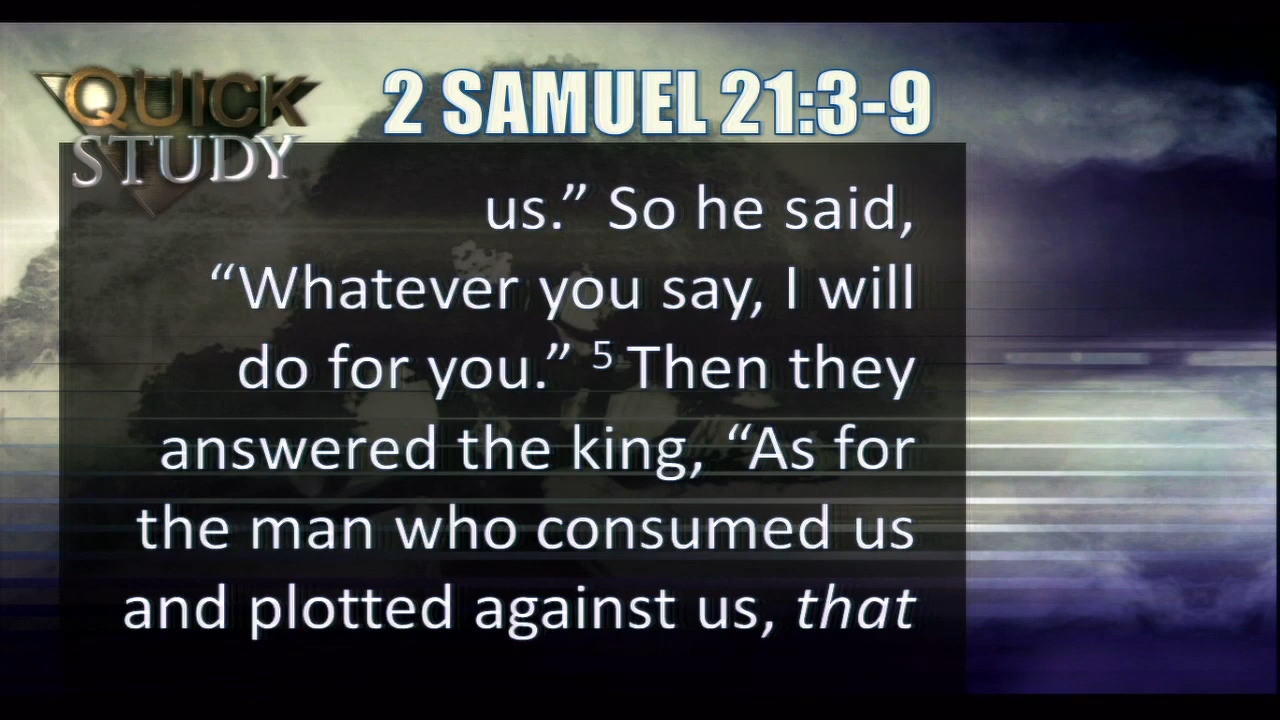 QUICK
STUDY
2 SAMUEL 21:3-9
us.” So he said,
“Whatever you say, I will
do for you.” ⁵ Then they
answered the king, “As for
the man who consumed us
and plotted against us, that